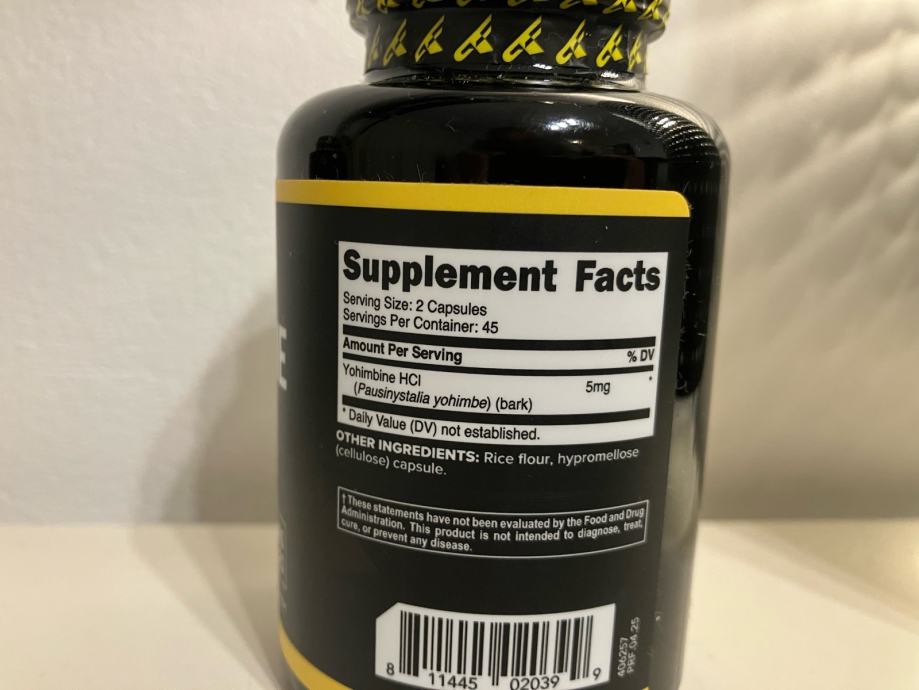 Supplement Facts
Serving Size: 2 Capsules
Servings Per Container: 45
Amount Per Serving % DV
Yohimbine HCl 5mg *
(Pausinystalia yohimbe) (bark)
* Daily Value (DV) not established.
OTHER INGREDIENTS: Rice flour, hypromellose
(cellulose) capsule.
† These statements have not been evaluated by the Food and Drug
Administration. This product is not intended to diagnose, treat,
cure, or prevent any disease.
8 11445 02039 9
406257
PRF.04.25
E